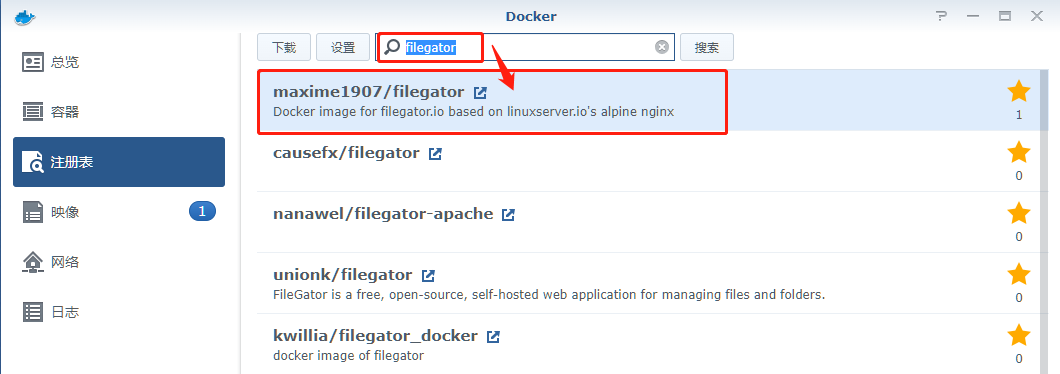 Docker
总览
容器
注册表
映像
1
网络
日志
下载
设置
filegator
搜索
maxime1907/filegator
Docker image for filegator.io based on linuxserver.io's alpine nginx
1
causefx/filegator
0
nanawel/filegator-apache
0
unionk/filegator
FileGator is a free, open-source, self-hosted web application for managing files and folders.
0
kwillia/filegator_docker
docker image of filegator
0